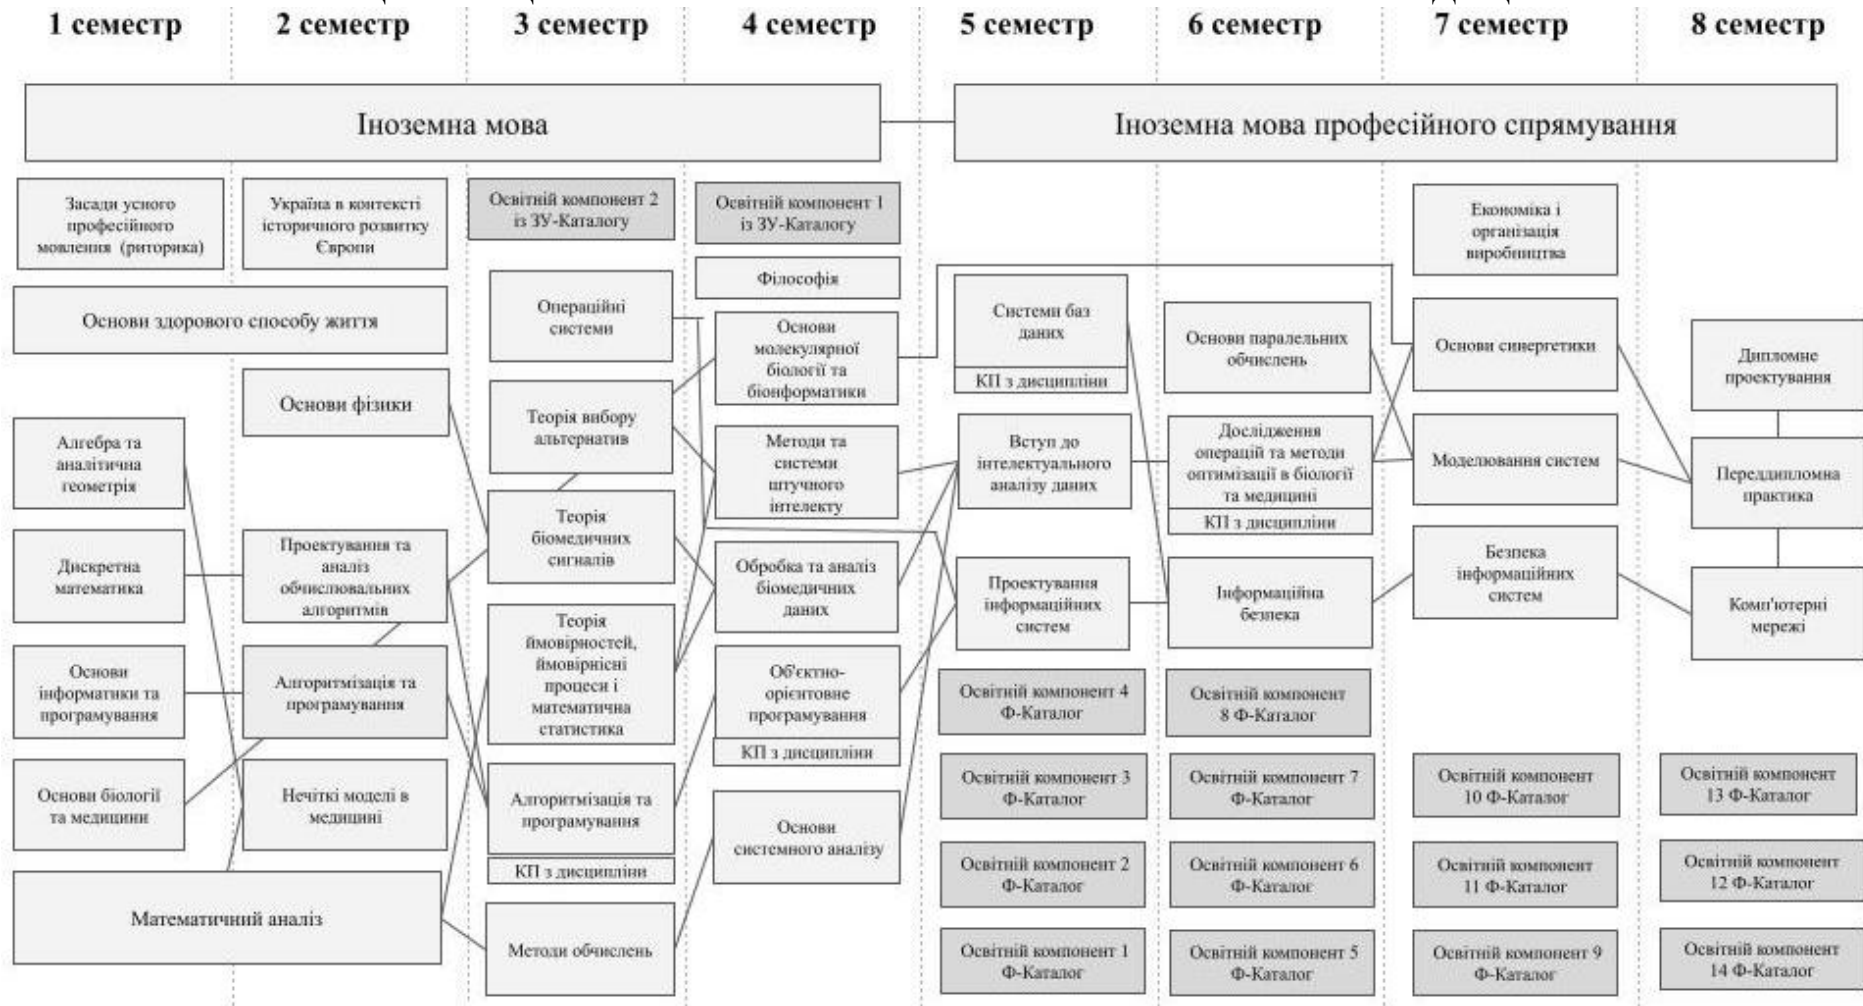 1 семестр
2 семестр
3 семестр
4 семестр
5 семестр
6 семестр
7 семестр
8 семестр
Іноземна мова
Іноземна мова професійного спрямування
Засади усного
професійного
мовлення (риторика)
Україна в контексті
історичного розвитку
Європи
Освітній компонент 2
із ЗУ-Каталогу
Освітній компонент 1
із ЗУ-Каталогу
Економіка і
організація
виробництва
Основи здорового способу життя
Операційні
системи
Філософія
Основи
молекулярної
біології та
біонформатики
Системи баз
даних
КП з дисципліни
Основи паралельних
обчислень
Основи синергетики
Дипломне
проектування
Основи фізики
Алгебра та
аналітична
геометрія
Теорія вибору
альтернатив
Методи та
системи
штучного
інтелекту
Вступ до
інтелектуального
аналізу даних
Дослідження
операцій та методи
оптимізації в біології
та медицині
КП з дисципліни
Моделювання систем
Переддипломна
практика
Дискретна
математика
Проектування та
аналіз
обчислювальних
алгоритмів
Теорія
біомедичних
сигналів
Обробка та аналіз
біомедичних
даних
Проектування
інформаційних
систем
Інформаційна
безпека
Безпека
інформаційних
систем
Комп'ютерні
мережі
Основи
інформатики та
програмування
Алгоритмізація та
програмування
Теорія
ймовірностей,
ймовірнісні
процеси і
математична
статистика
Об'єктно-
орієнтовне
програмування
КП з дисципліни
Освітній компонент 4
Ф-Каталог
Освітній компонент
8 Ф-Каталог
Основи біології
та медицини
Нечіткі моделі в
медицині
Алгоритмізація та
програмування
КП з дисципліни
Основи
системного аналізу
Освітній компонент 3
Ф-Каталог
Освітній компонент 7
Ф-Каталог
Освітній компонент
10 Ф-Каталог
Освітній компонент
13 Ф-Каталог
Освітній компонент 2
Ф-Каталог
Освітній компонент 6
Ф-Каталог
Освітній компонент
11 Ф-Каталог
Освітній компонент
12 Ф-Каталог
Математичний аналіз
Методи обчислень
Освітній компонент 1
Ф-Каталог
Освітній компонент 5
Ф-Каталог
Освітній компонент 9
Ф-Каталог
Освітній компонент
14 Ф-Каталог